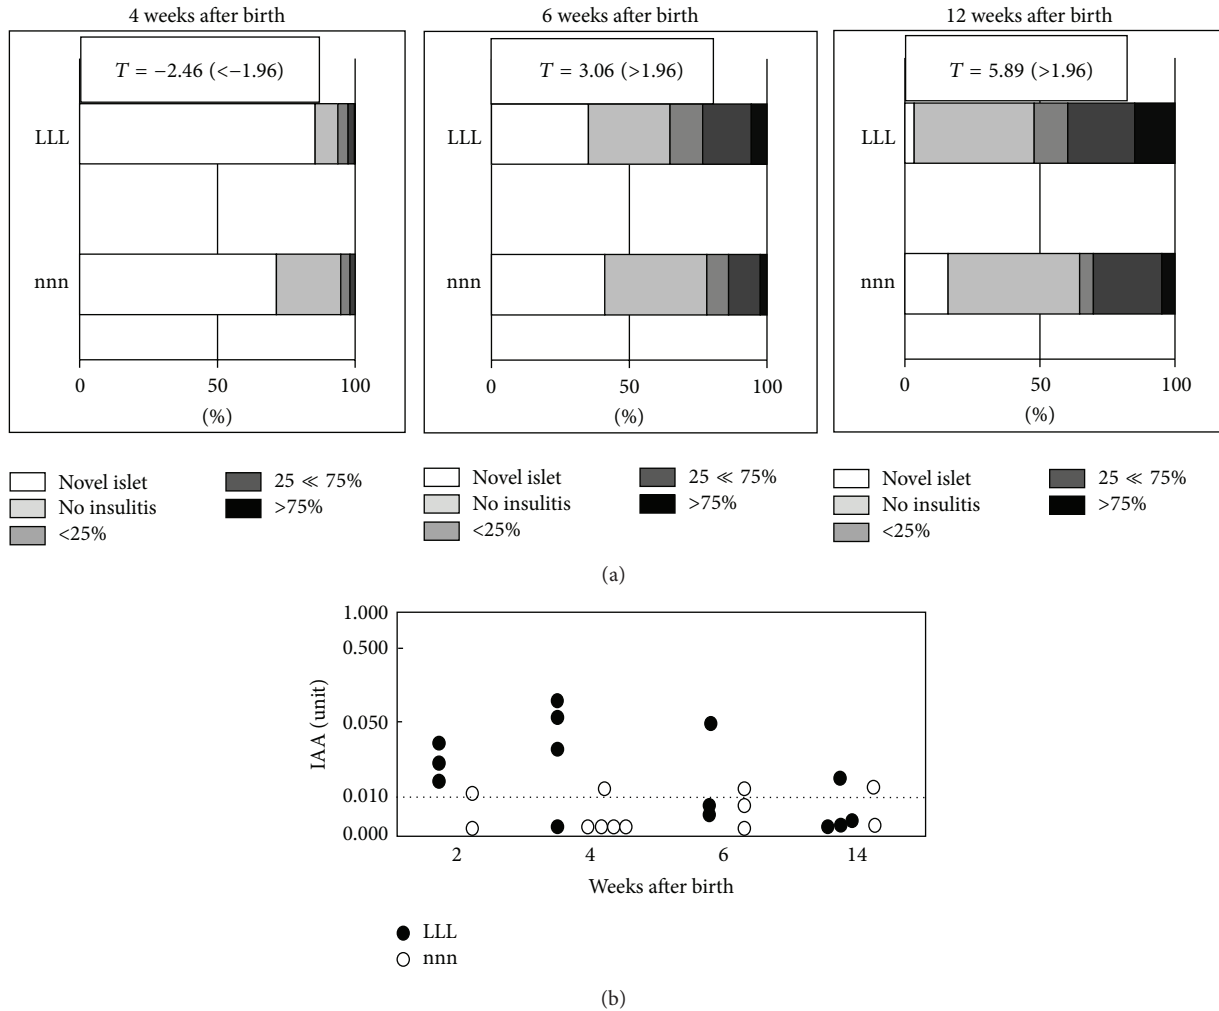 4 weeks after birth
6 weeks after birth
12 weeks after birth
T = −2.46 (<−1.96)
T = 3.06 (>1.96)
T = 5.89 (>1.96)
LLL
LLL
LLL
nnn
nnn
nnn
0 50 100
0 50 100
0 50 100
(%)
(%)
(%)
Novel islet
No insulitis
<25%
25 ≪ 75%
>75%
Novel islet
No insulitis
<25%
25 ≪ 75%
>75%
Novel islet
No insulitis
<25%
25 ≪ 75%
>75%
(a)
1.000
0.500
0.050
0.010
0.000
IAA (unit)
2 4 6 14
Weeks after birth
LLL
nnn
(b)